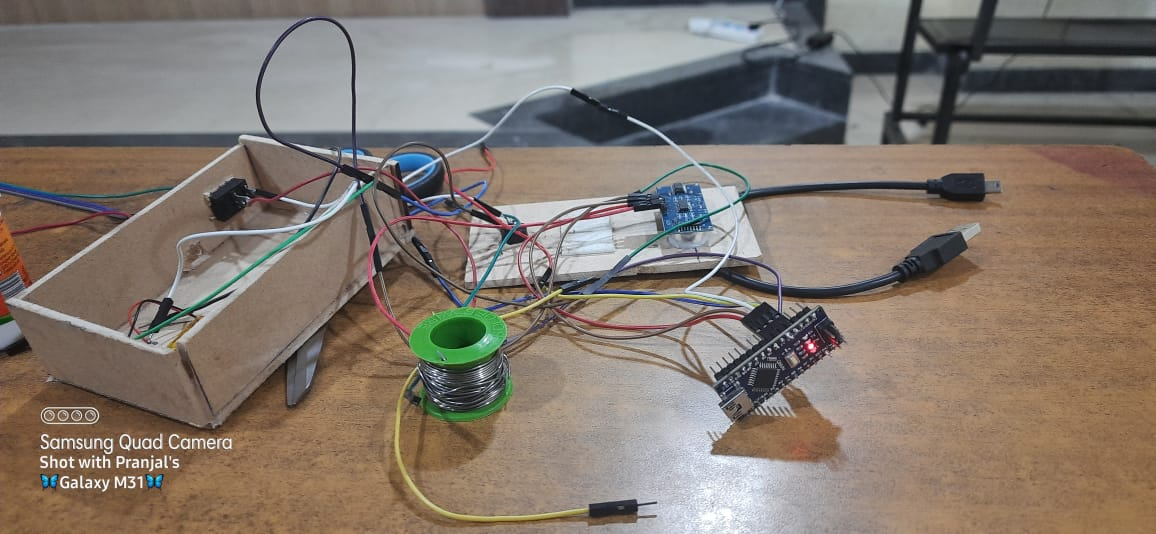 Samsung Quad Camera
Shot with Pranjal's
🦋Galaxy M31🦋